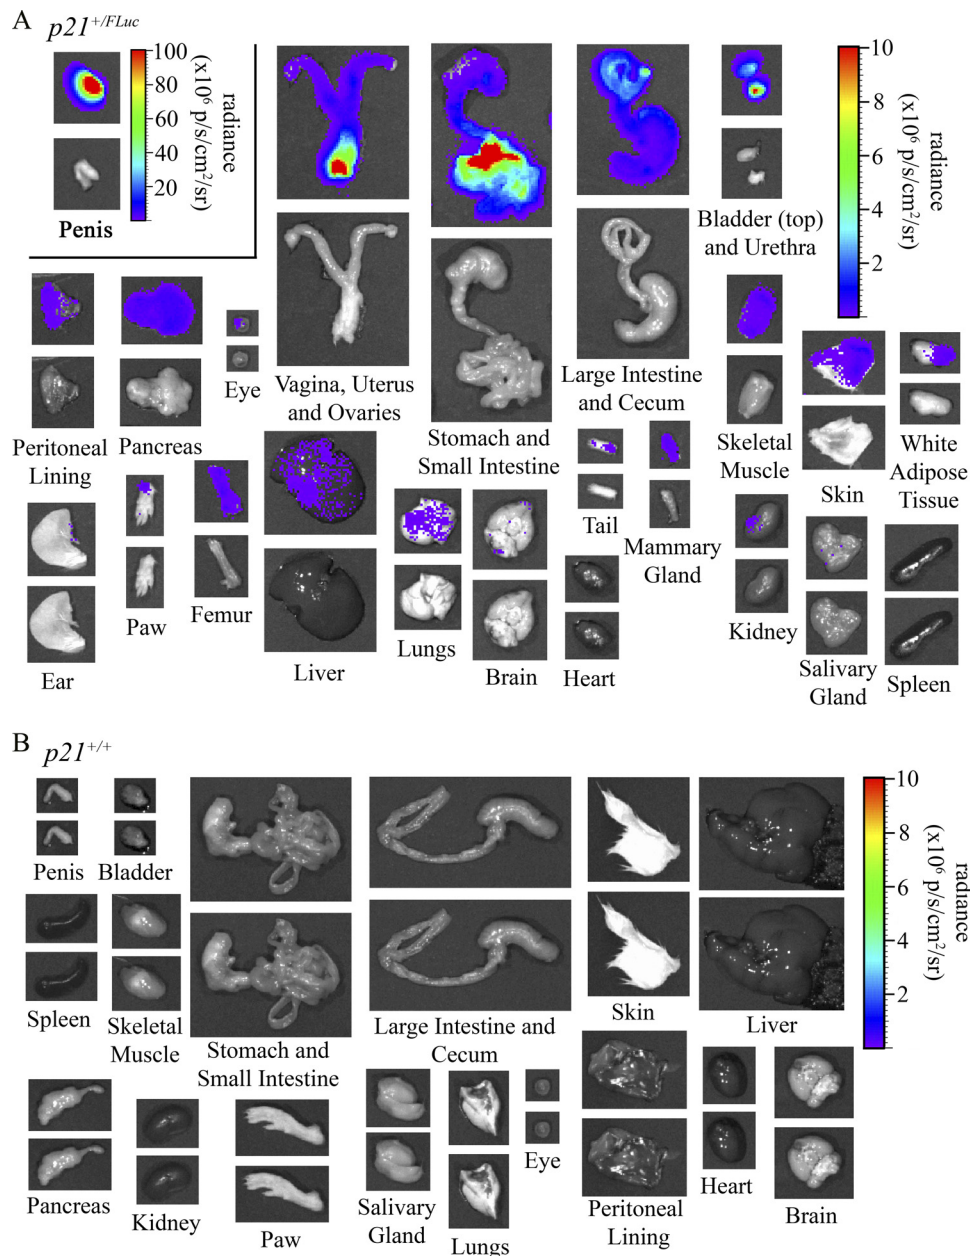 A
p21+/FLuc
100
80
60
40
20
radiance
(x10⁶ p/s/cm²/sr)
Penis
10
8
6
4
2
radiance
(x10⁶ p/s/cm²/sr)
Bladder (top)
and Urethra
Vagina, Uterus
and Ovaries
Stomach and
Small Intestine
Large Intestine
and Cecum
Eye
Peritoneal
Lining
Pancreas
Skeletal
Muscle
Skin
White
Adipose
Tissue
Ear
Paw
Femur
Liver
Lungs
Brain
Tail
Heart
Mammary
Gland
Kidney
Salivary
Gland
Spleen
B
p21+/+
10
8
6
4
2
radiance
(x10⁶ p/s/cm²/sr)
Penis
Bladder
Spleen
Skeletal
Muscle
Stomach and
Small Intestine
Large Intestine and
Cecum
Skin
Liver
Pancreas
Kidney
Paw
Salivary
Gland
Lungs
Eye
Peritoneal
Lining
Heart
Brain